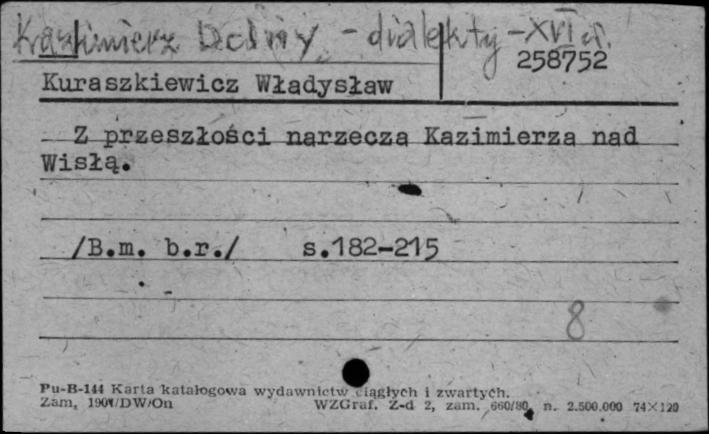 Kazimierz Dolny - dialekty - XVI w.
258752
Kuraszkiewicz Władysław
Z przeszłości narzecza Kazimierza nad
Wisłą.
/B.m. b.r./ s.182-215
8
Pu-B-144 Karta katalogowa wydawnictw ciągłych i zwartych.
Zam, 1901/DW/On WZGraf. Z-d 2, zam. 660/80, n. 2.500.000 74×120